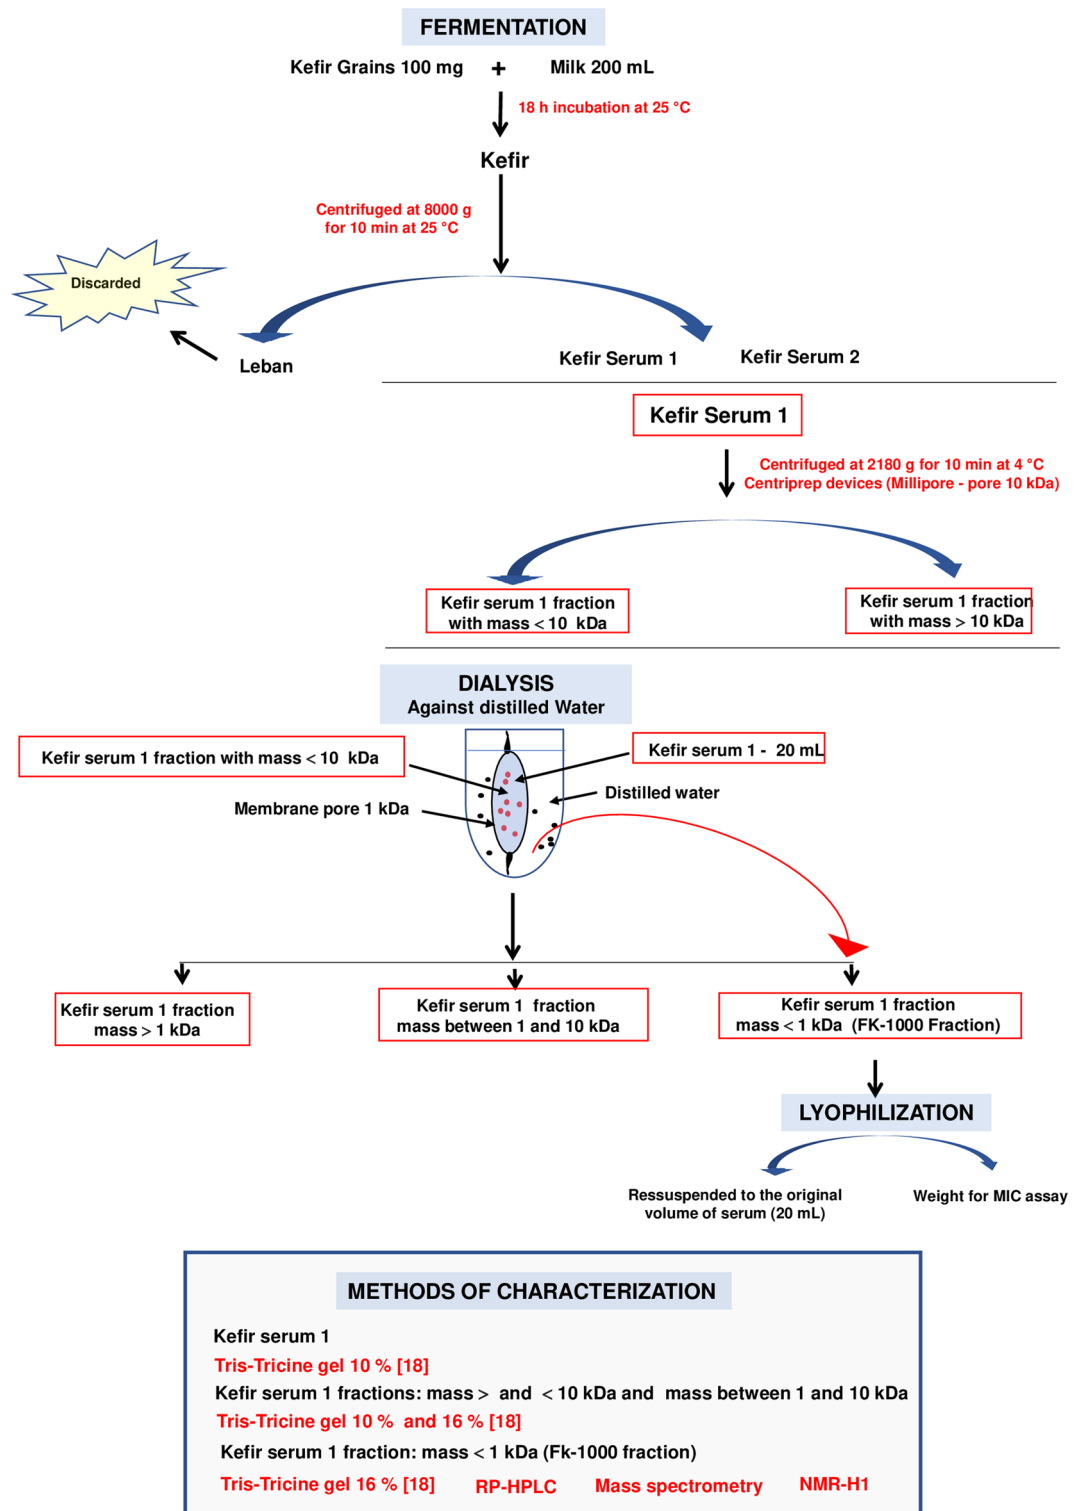 FERMENTATION
Kefir Grains 100 mg + Milk 200 mL
18 h incubation at 25 °C
Kefir
Centrifuged at 8000 g
for 10 min at 25 °C
Discarded
Leban
Kefir Serum 1
Kefir Serum 2
Kefir Serum 1
Centrifuged at 2180 g for 10 min at 4 °C
Centriprep devices (Millipore - pore 10 kDa)
Kefir serum 1 fraction
with mass < 10 kDa
Kefir serum 1 fraction
with mass > 10 kDa
DIALYSIS
Against distilled Water
Kefir serum 1 fraction with mass < 10 kDa
Kefir serum 1 - 20 mL
Membrane pore 1 kDa
Distilled water
Kefir serum 1 fraction
mass > 1 kDa
Kefir serum 1 fraction
mass between 1 and 10 kDa
Kefir serum 1 fraction
mass < 1 kDa (FK-1000 Fraction)
LYOPHILIZATION
Ressuspended to the original
volume of serum (20 mL)
Weight for MIC assay
METHODS OF CHARACTERIZATION
Kefir serum 1
Tris-Tricine gel 10 % [18]
Kefir serum 1 fractions: mass > and < 10 kDa and mass between 1 and 10 kDa
Tris-Tricine gel 10 % and 16 % [18]
Kefir serum 1 fraction: mass < 1 kDa (Fk-1000 fraction)
Tris-Tricine gel 16 % [18] RP-HPLC Mass spectrometry NMR-H1